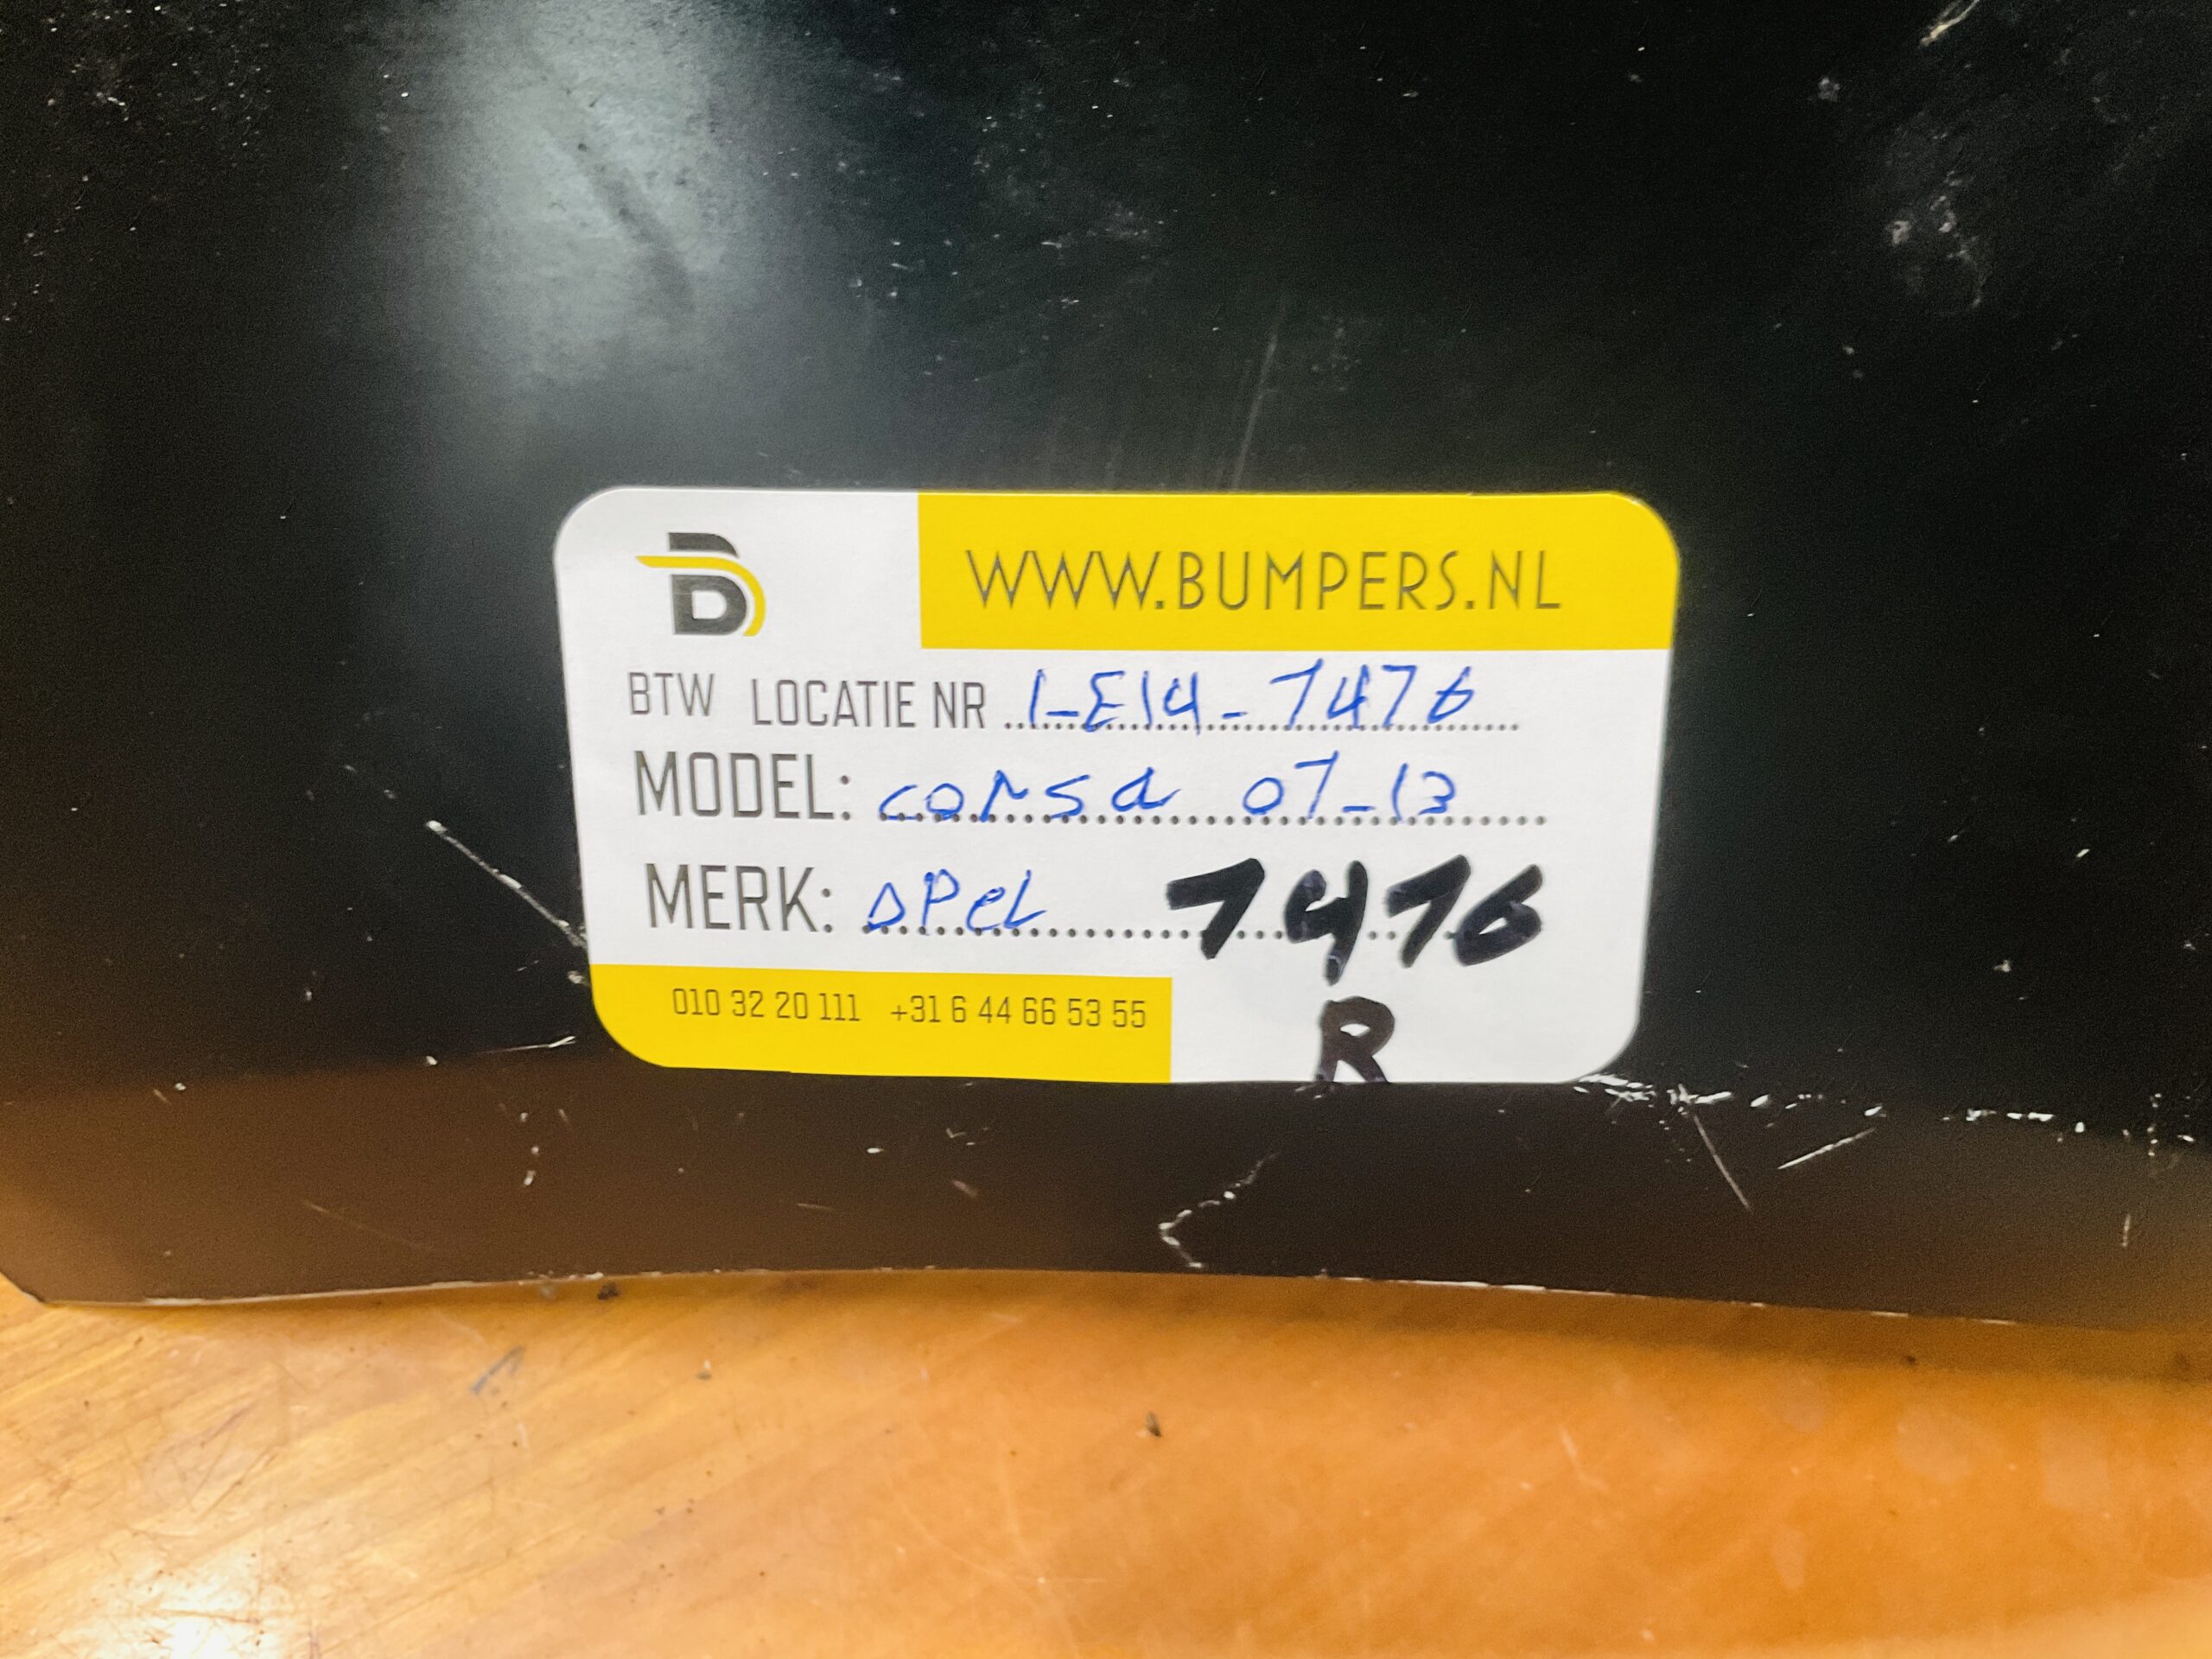 B
WWW.BUMPERS.NL
BTW LOCATIE NR 1-E14-7476
MODEL: corsa 07-13
MERK: OPeL 7476
010 32 20 111 +31 6 44 66 53 55
R